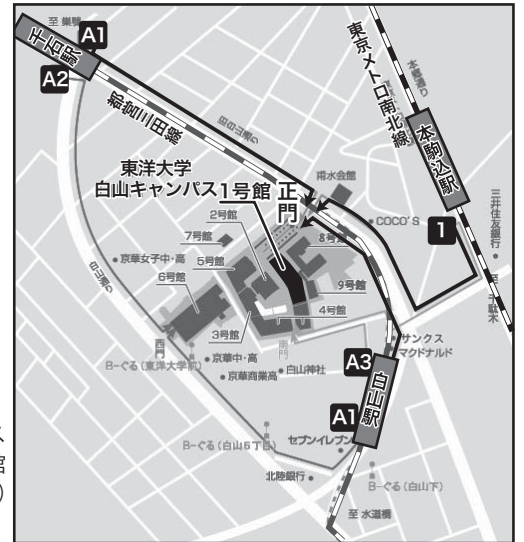 至 巣鴨
A1
千石駅
A2
都営三田線
旧白山通り
東京メトロ南北線
本郷通り
本駒込駅
1
三井住友銀行
至 千駄木
東洋大学
白山キャンパス1号館
正門
甫水会館
COCO'S
2号館
7号館
8号館
京華女子中・高
5号館
6号館
9号館
白山通り
3号館
4号館
西門
南門
サンクス
マクドナルド
B-ぐる(東洋大学前)
京華中・高
京華商業高
白山神社
A3
白山駅
A1
B-ぐる(白山5丁目)
セブンイレブン
北陸銀行
B-ぐる(白山下)
至 水道橋
館
)